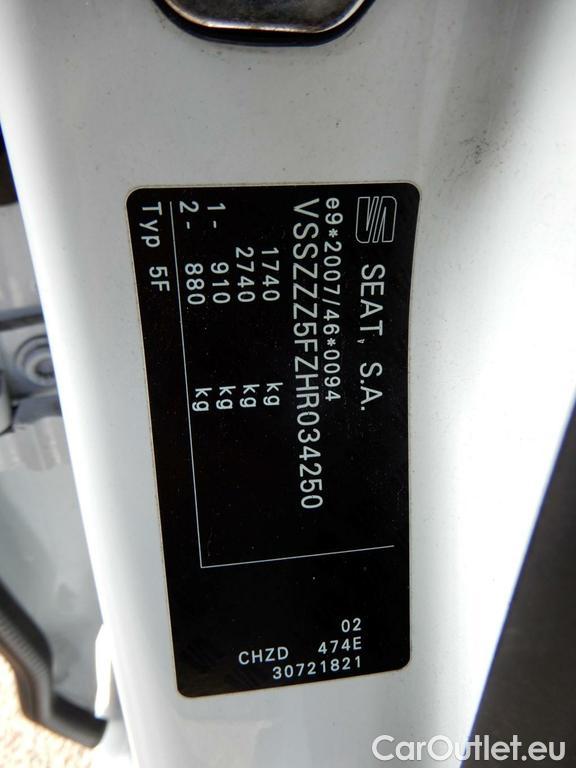 SEAT, S.A.
e9*2007/46*0094
VSSZZZ5FZHR034250
1740 kg
2740 kg
1- 910 kg
2- 880 kg
Typ 5F
02
CHZD 474E
30721821
CarOutlet.eu